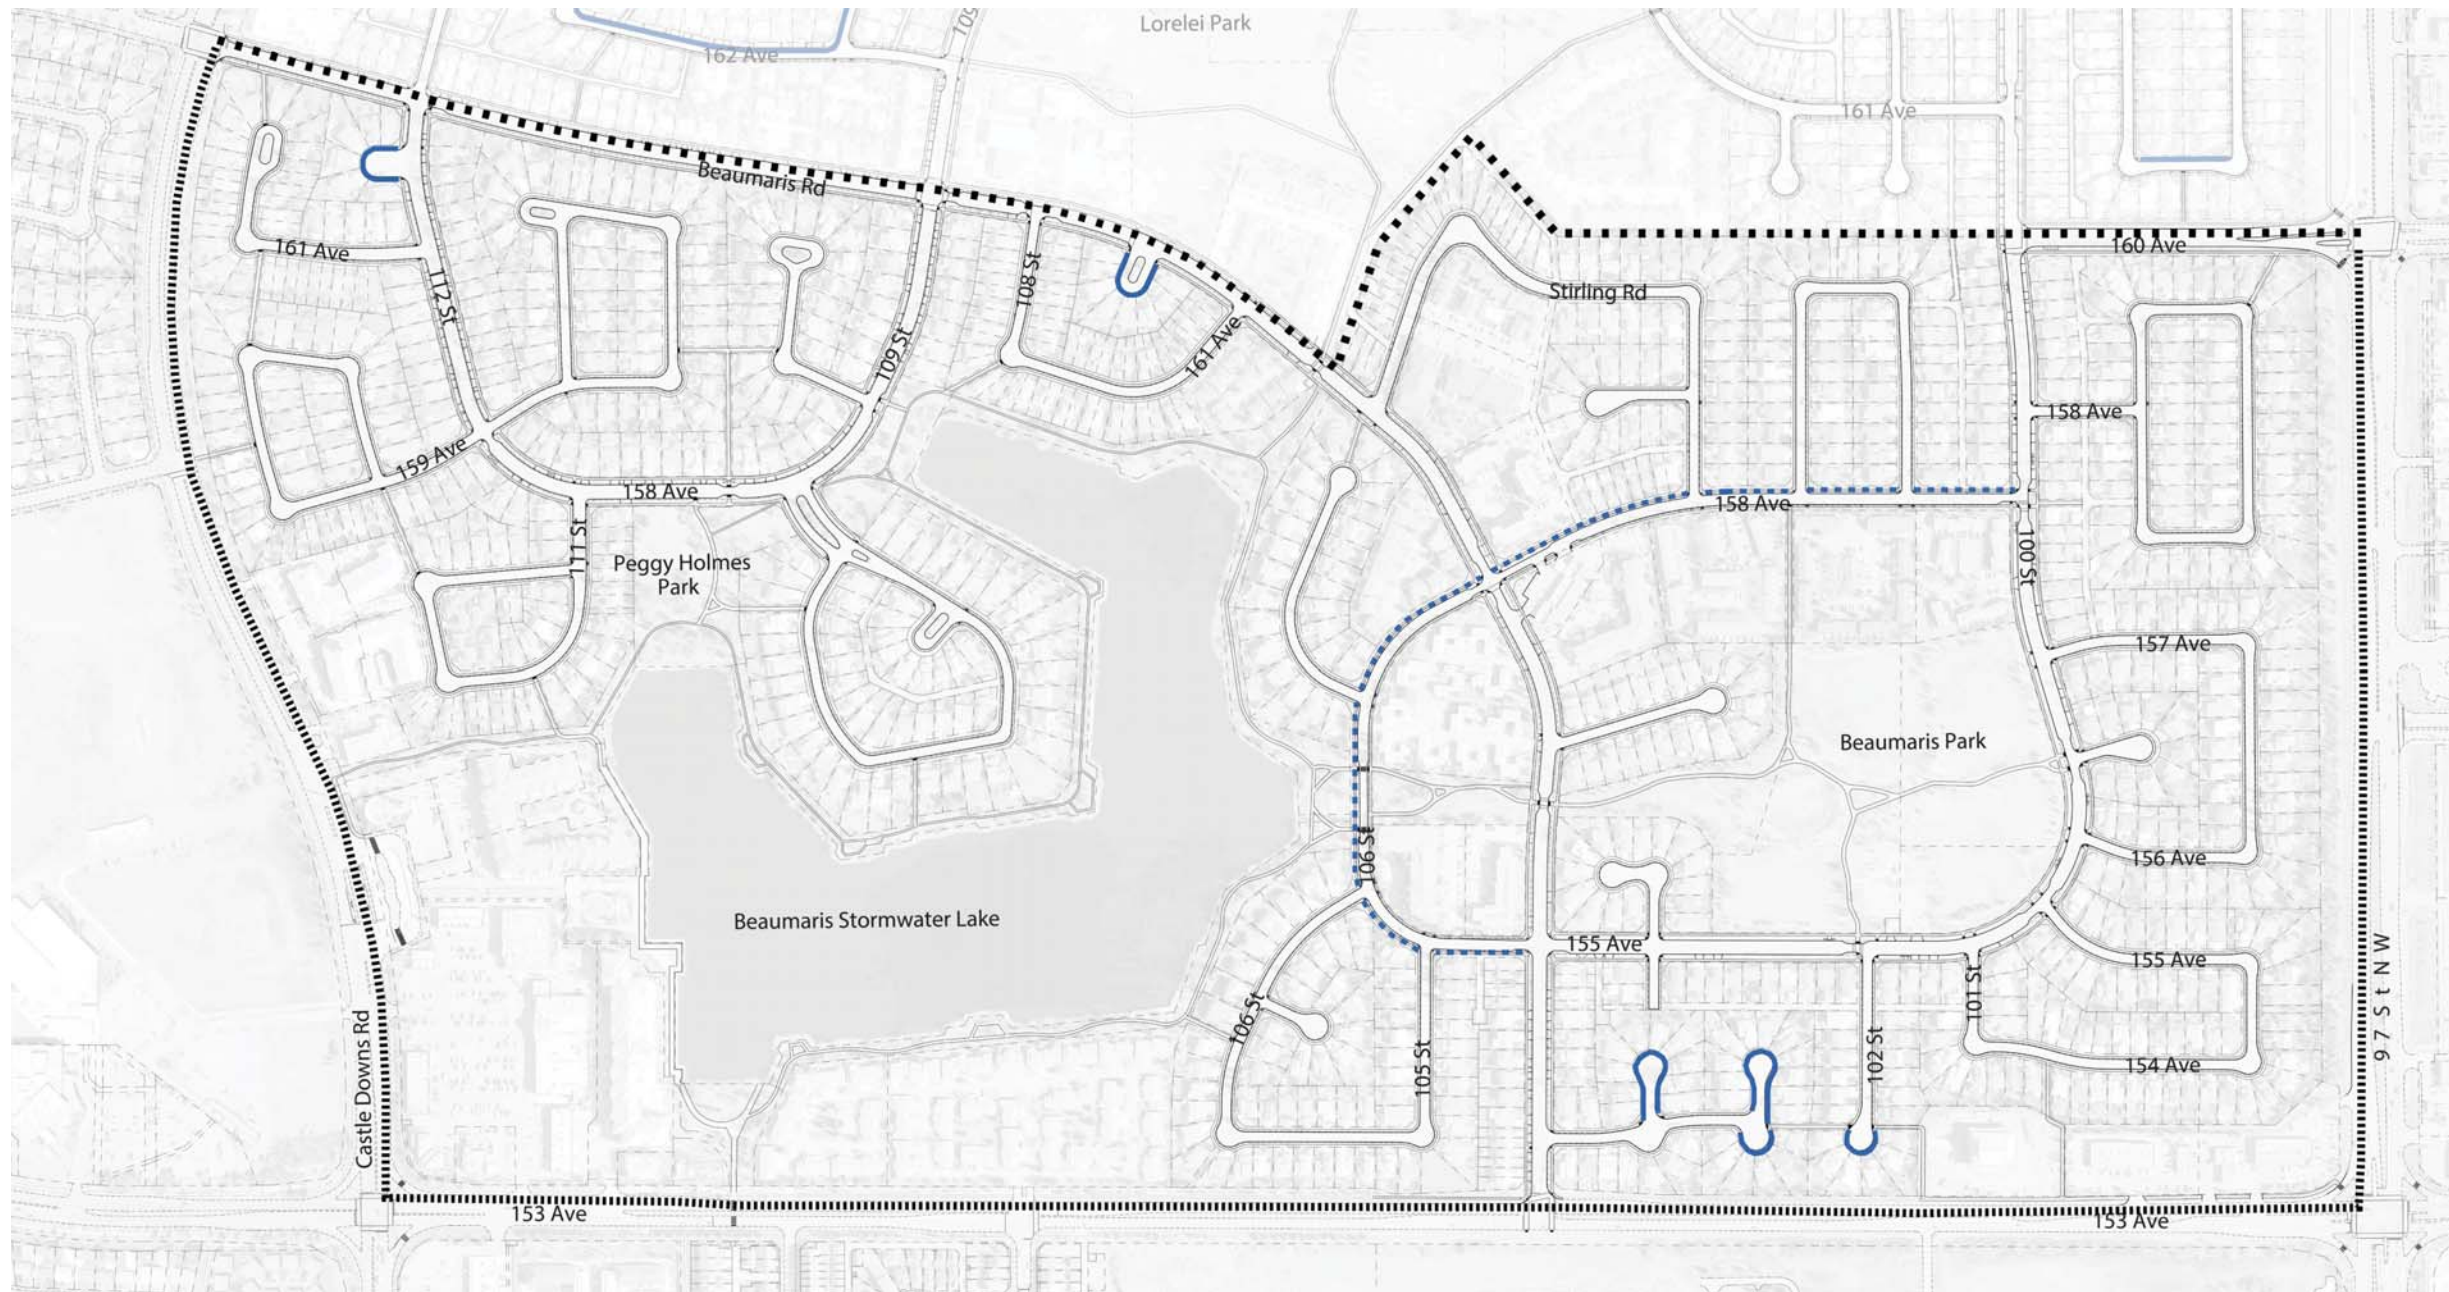 Lorelei Park
109
162 Ave
161 Ave
Beaumaris Rd
161 Ave
112 St
108 St
109 St
161 Ave
Stirling Rd
160 Ave
159 Ave
158 Ave
158 Ave
158 Ave
111 St
Peggy Holmes
Park
100 St
157 Ave
Beaumaris Park
106 St
156 Ave
Beaumaris Stormwater Lake
155 Ave
155 Ave
97 St NW
106 St
105 St
102 St
101 St
154 Ave
Castle Downs Rd
153 Ave
153 Ave